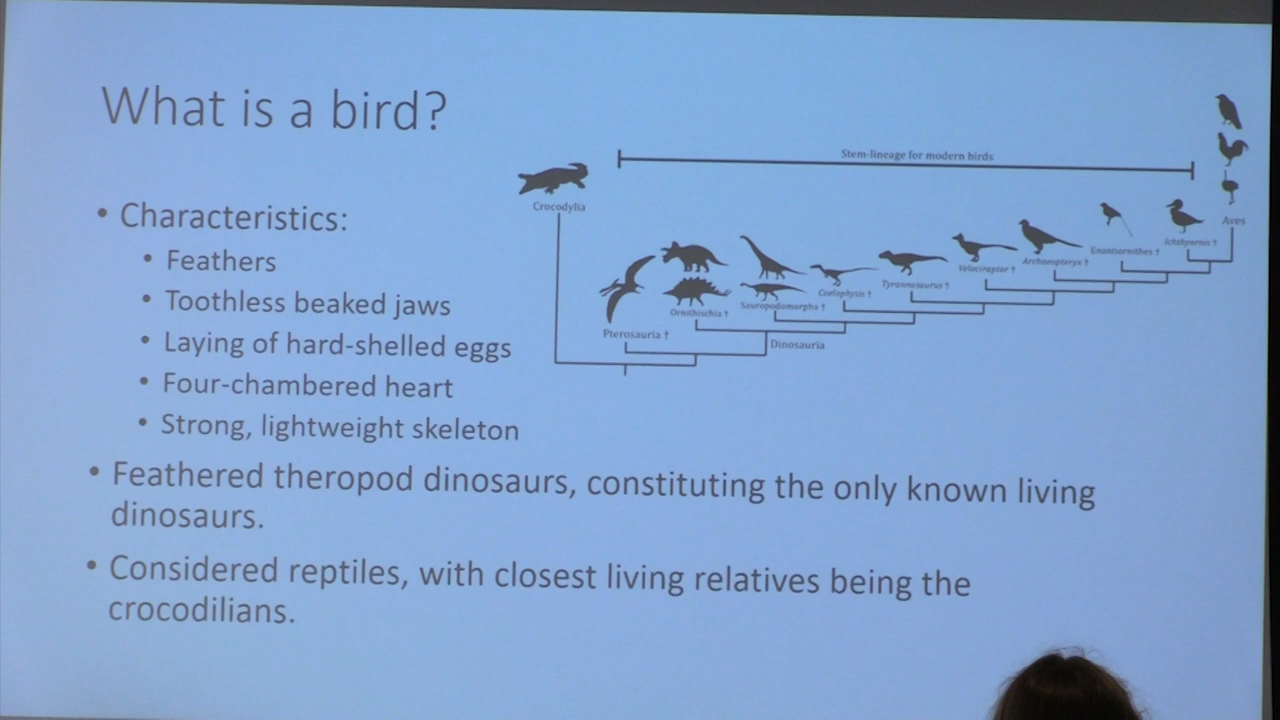 What is a bird?
Stem-lineage for modern birds
Crocodylia
Aves
Ichthyornis †
Enantiornithes †
Archaeopteryx †
Velociraptor †
Tyrannosaurus †
Coelophysis †
Sauropodomorpha †
Ornithischia †
Pterosauria †
Dinosauria
• Characteristics:
• Feathers
• Toothless beaked jaws
• Laying of hard-shelled eggs
• Four-chambered heart
• Strong, lightweight skeleton
• Feathered theropod dinosaurs, constituting the only known living
dinosaurs.
• Considered reptiles, with closest living relatives being the
crocodilians.